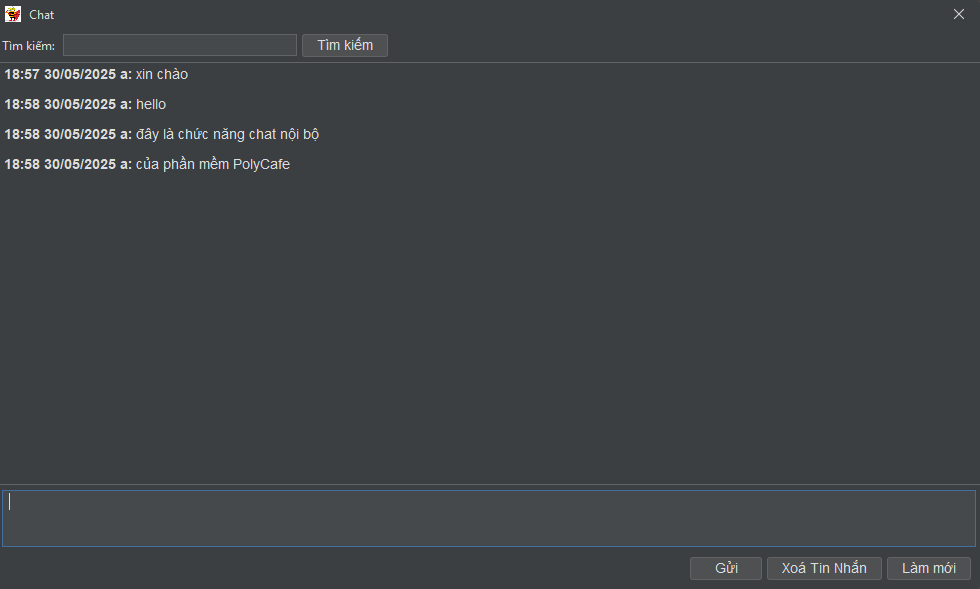 Chat
Tìm kiếm: Tìm kiếm
18:57 30/05/2025 a: xin chào
18:58 30/05/2025 a: hello
18:58 30/05/2025 a: đây là chức năng chat nội bộ
18:58 30/05/2025 a: của phần mềm PolyCafe
Gửi Xoá Tin Nhắn Làm mới